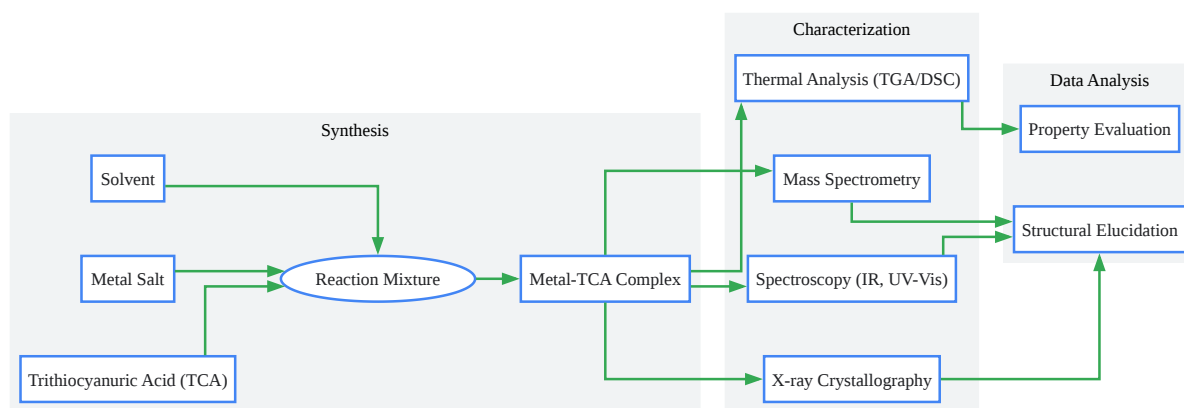 Synthesis
Solvent
Metal Salt
Trithiocyanuric Acid (TCA)
Reaction Mixture
Metal-TCA Complex
Characterization
Thermal Analysis (TGA/DSC)
Mass Spectrometry
Spectroscopy (IR, UV-Vis)
X-ray Crystallography
Data Analysis
Property Evaluation
Structural Elucidation